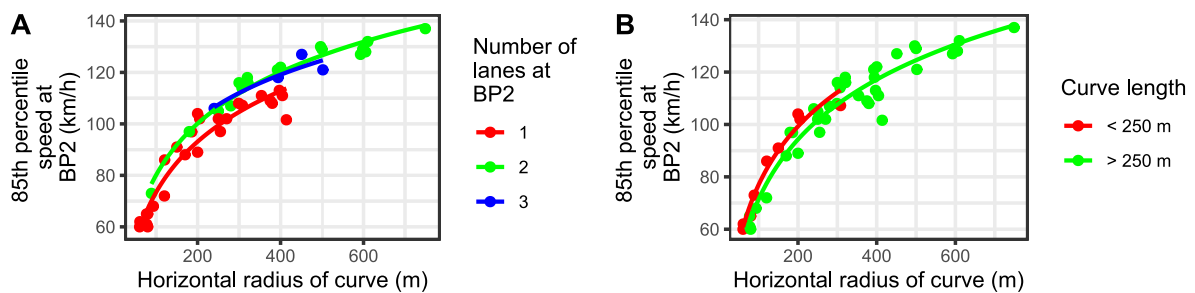 A
85th percentile
speed at
BP2 (km/h)
140
120
100
80
60
200
400
600
Horizontal radius of curve (m)
Number of
lanes at
BP2
1
2
3
B
85th percentile
speed at
BP2 (km/h)
140
120
100
80
60
200
400
600
Horizontal radius of curve (m)
Curve length
< 250 m
> 250 m